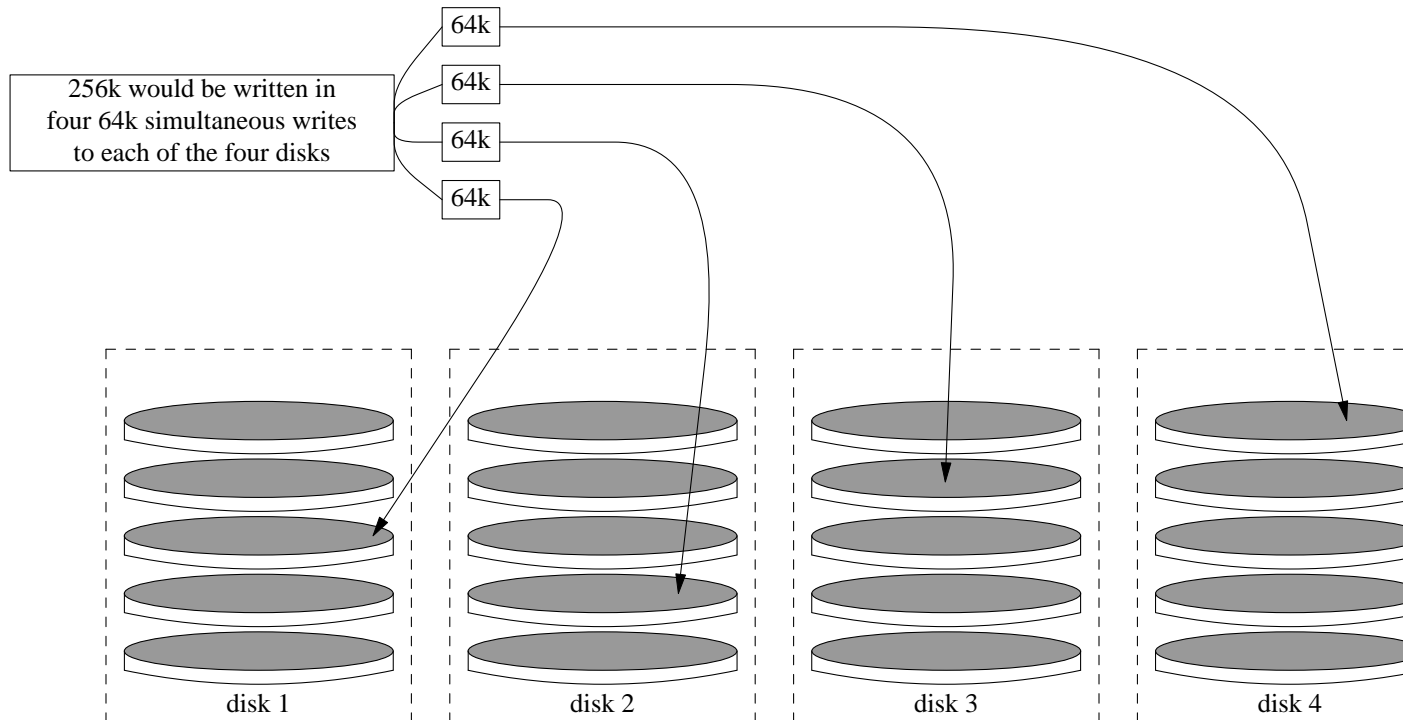 64k
256k would be written in
four 64k simultaneous writes
to each of the four disks
64k
64k
64k
disk 1
disk 2
disk 3
disk 4